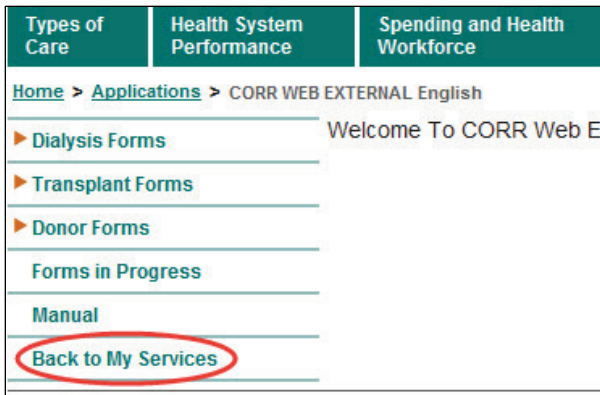 Types of Care
Health System Performance
Spending and Health Workforce
Home > Applications > CORR WEB EXTERNAL English
Welcome To CORR Web E
Dialysis Forms
Transplant Forms
Donor Forms
Forms in Progress
Manual
Back to My Services